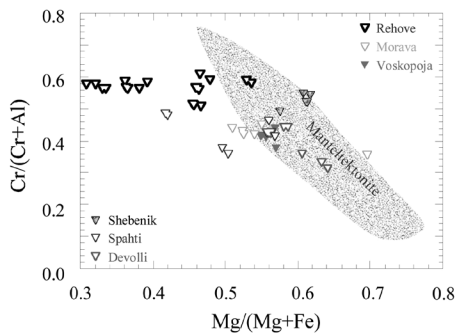 0.8
Rehove
Morava
Voskopoja
0.6
Cr/(Cr+Al)
0.4
Manteltektonite
0.2
Shebenik
Spahti
Devolli
0.0
0.3 0.4 0.5 0.6 0.7 0.8
Mg/(Mg+Fe)